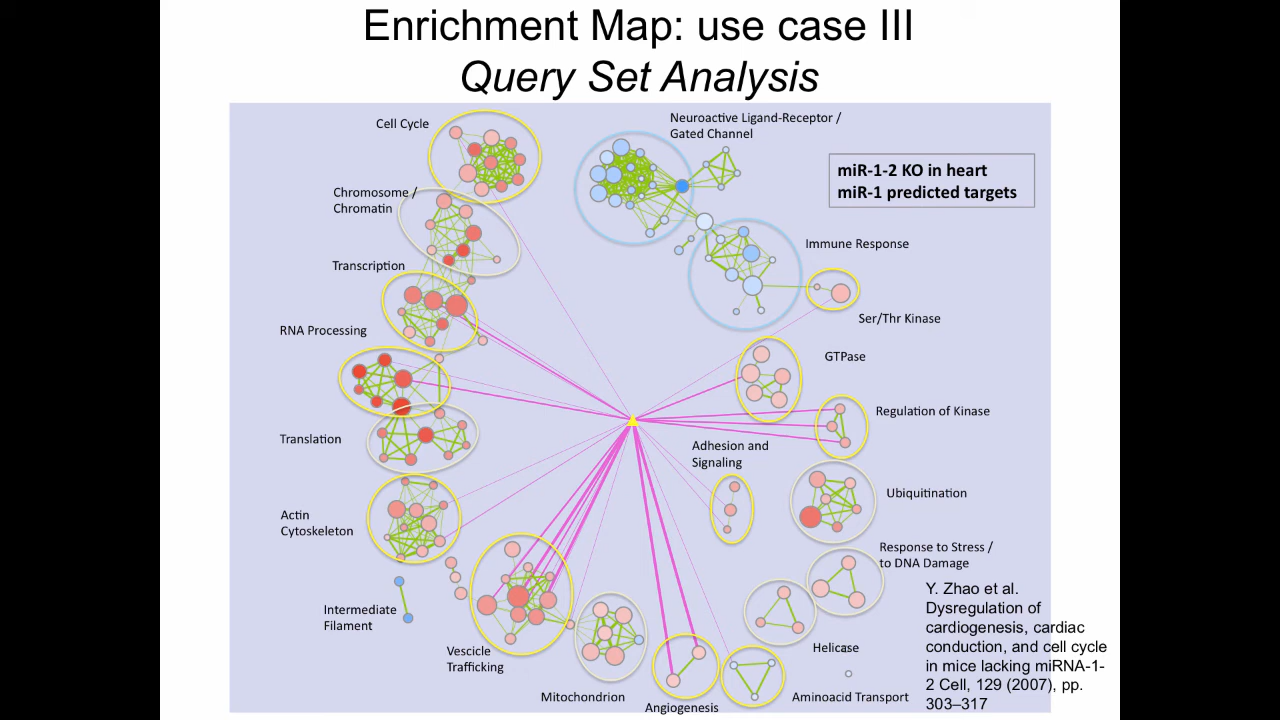 Enrichment Map: use case III
Query Set Analysis
Cell Cycle
Neuroactive Ligand-Receptor /
Gated Channel
miR-1-2 KO in heart
miR-1 predicted targets
Chromosome /
Chromatin
Immune Response
Transcription
Ser/Thr Kinase
RNA Processing
GTPase
Regulation of Kinase
Translation
Adhesion and
Signaling
Ubiquitination
Actin
Cytoskeleton
Response to Stress /
to DNA Damage
Intermediate
Filament
Vescicle
Trafficking
Helicase
Mitochondrion
Angiogenesis
Aminoacid Transport
Y. Zhao et al.
Dysregulation of
cardiogenesis, cardiac
conduction, and cell cycle
in mice lacking miRNA-1-
2 Cell, 129 (2007), pp.
303–317